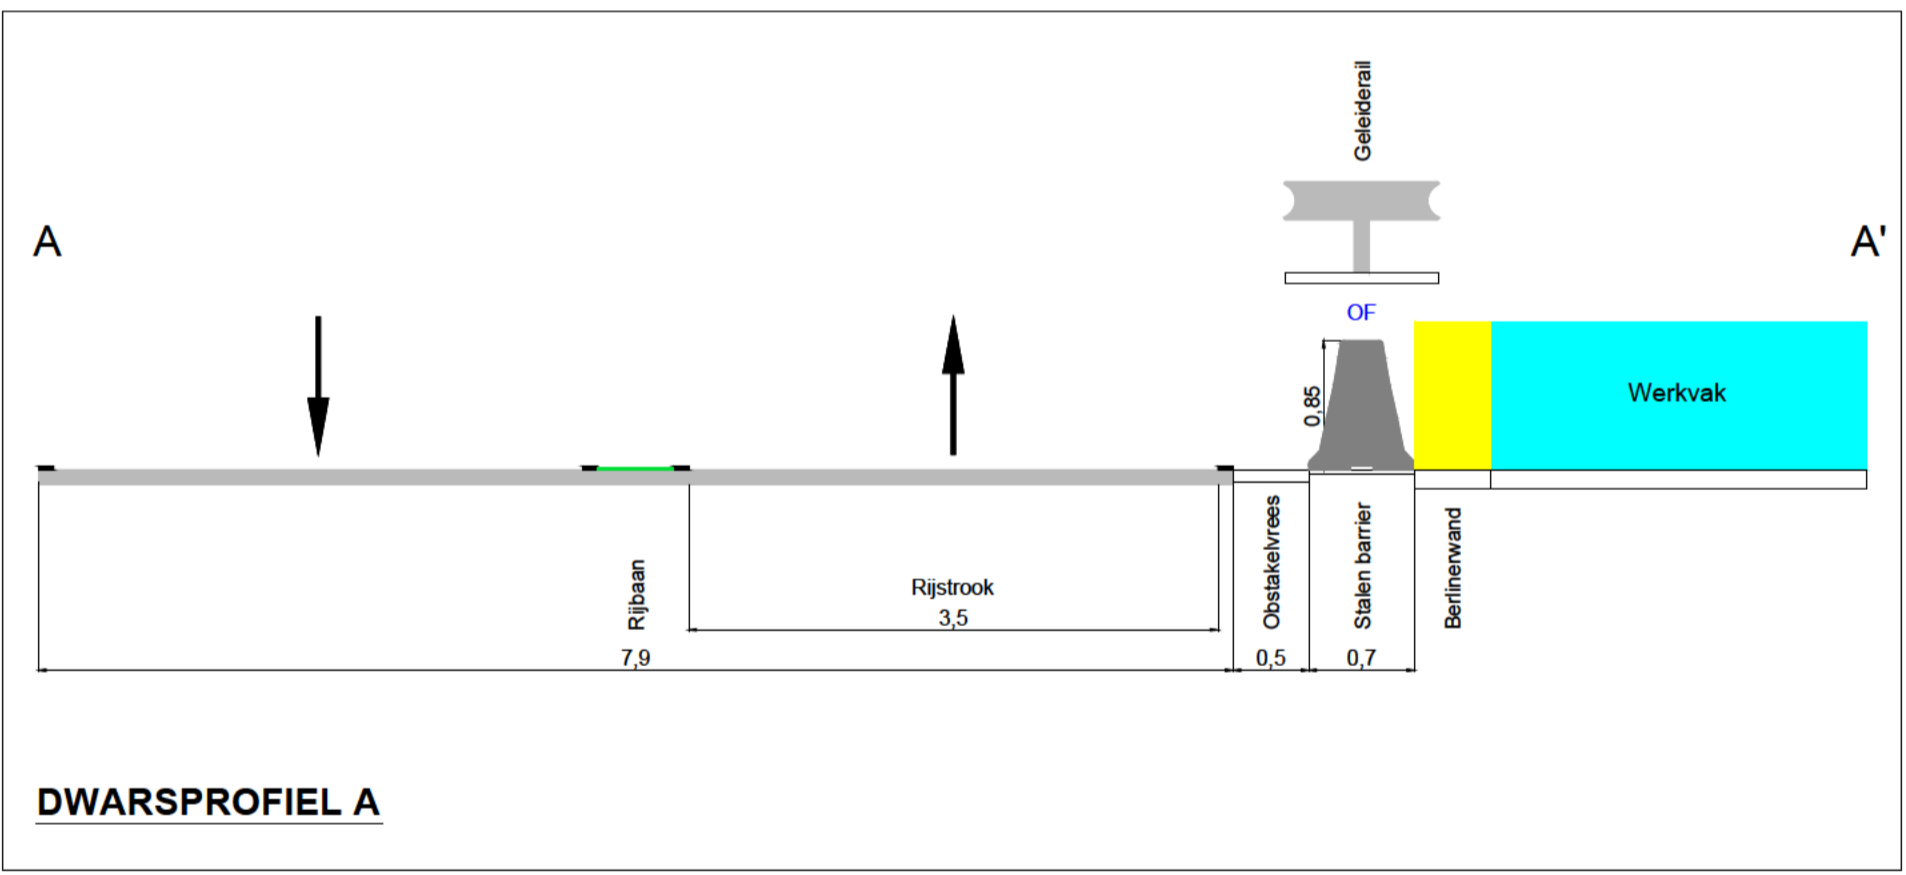 Geleiderail
A
A'
OF
0,85
Werkvak
Rijbaan
Rijstrook
3,5
Obstakelvrees
Stalen barrier
Berlinerwand
7,9
0,5
0,7
DWARSPROFIEL A